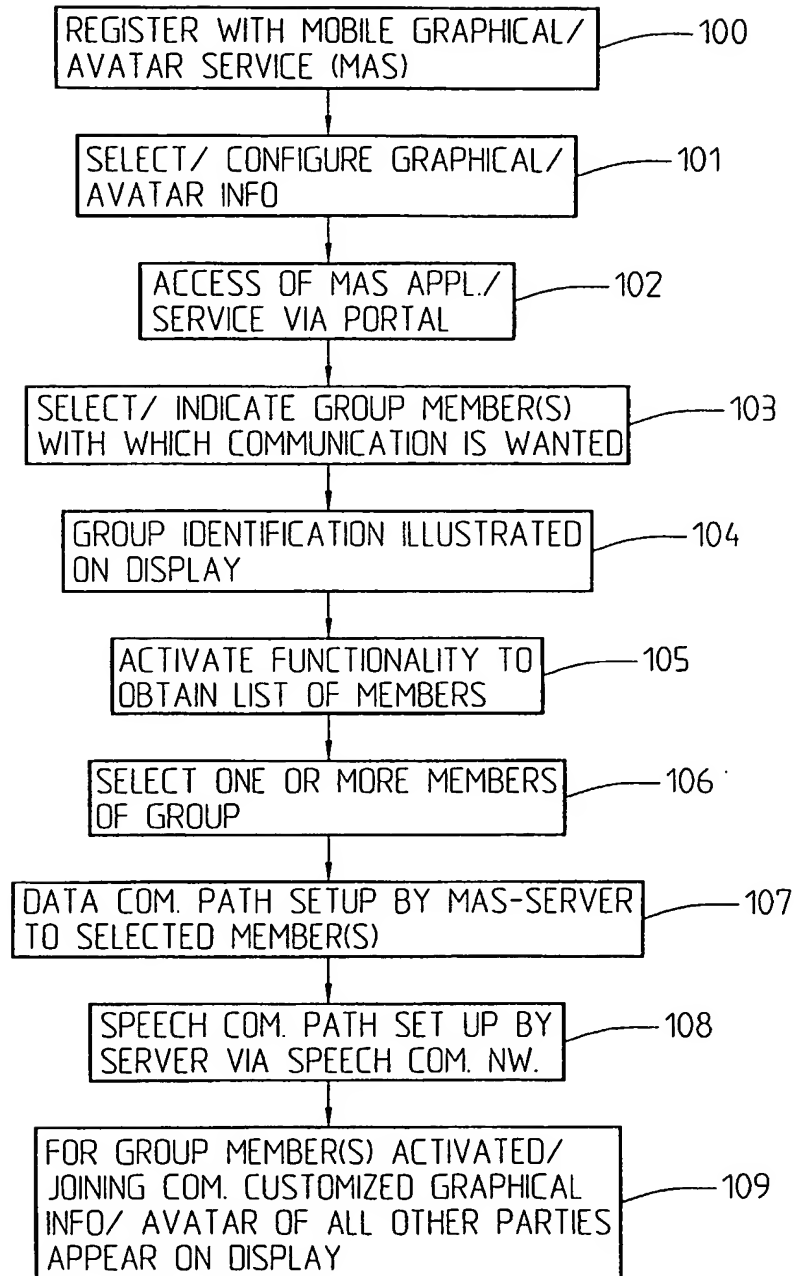 REGISTER WITH MOBILE GRAPHICAL/
AVATAR SERVICE (MAS)
100
SELECT/ CONFIGURE GRAPHICAL/
AVATAR INFO
101
ACCESS OF MAS APPL./
SERVICE VIA PORTAL
102
SELECT/ INDICATE GROUP MEMBER(S)
WITH WHICH COMMUNICATION IS WANTED
103
GROUP IDENTIFICATION ILLUSTRATED
ON DISPLAY
104
ACTIVATE FUNCTIONALITY TO
OBTAIN LIST OF MEMBERS
105
SELECT ONE OR MORE MEMBERS
OF GROUP
106
DATA COM. PATH SETUP BY MAS-SERVER
TO SELECTED MEMBER(S)
107
SPEECH COM. PATH SET UP BY
SERVER VIA SPEECH COM. NW.
108
FOR GROUP MEMBER(S) ACTIVATED/
JOINING COM. CUSTOMIZED GRAPHICAL
INFO/ AVATAR OF ALL OTHER PARTIES
APPEAR ON DISPLAY
109